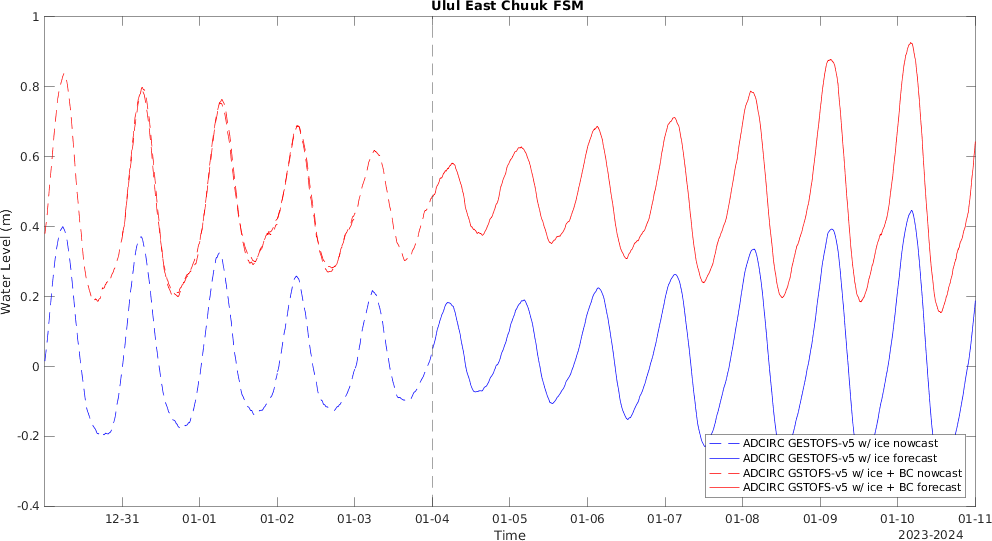 Ulul East Chuuk FSM
1
0.8
0.6
0.4
0.2
0
-0.2
-0.4
Water Level (m)
ADCIRC GESTOFS-v5 w/ ice nowcast
ADCIRC GESTOFS-v5 w/ ice forecast
ADCIRC GSTOFS-v5 w/ ice + BC nowcast
ADCIRC GSTOFS-v5 w/ ice + BC forecast
12-31 01-01 01-02 01-03 01-04 01-05 01-06 01-07 01-08 01-09 01-10 01-11
Time
2023-2024